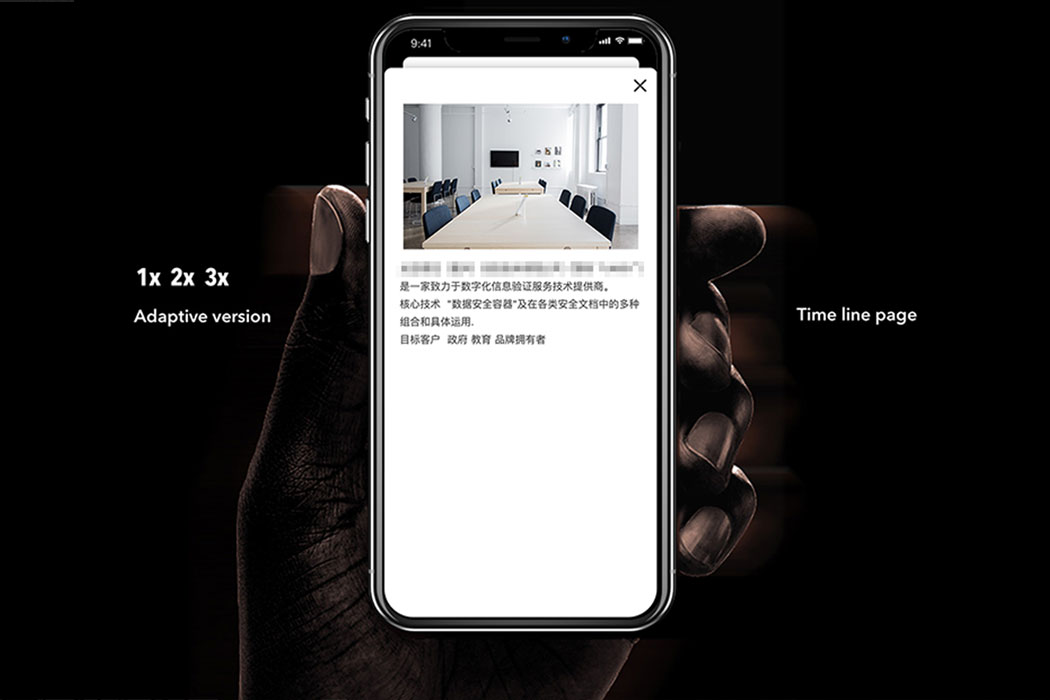 9:41
1x 2x 3x
Adaptive version
Time line page
是一家致力于数字化信息验证服务技术提供商。
核心技术 "数据安全容器"及在各类安全文档中的多种
组合和具体运用.
目标客户 政府 教育 品牌拥有者